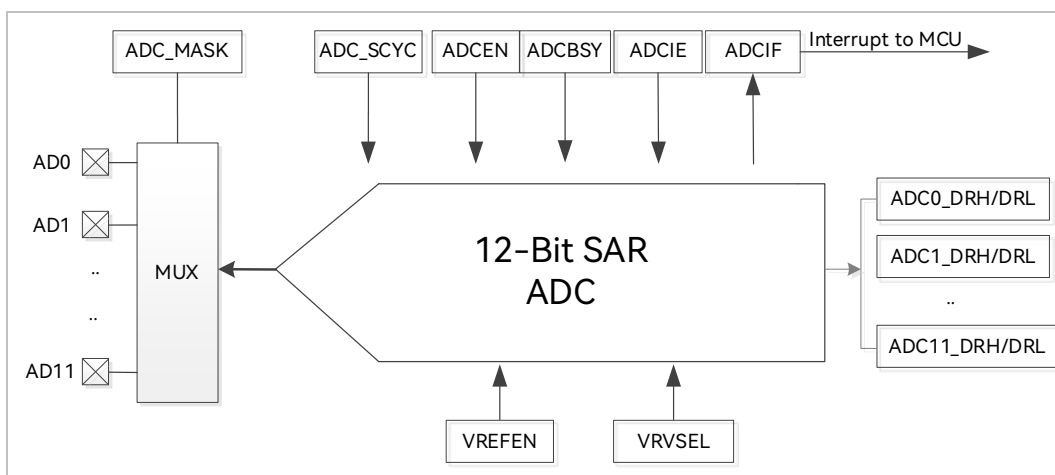 ADC_MASK
ADC_SCYC
ADCEN
ADCBSY
ADCIE
ADCIF
Interrupt to MCU
AD0
AD1
..
..
AD11
MUX
12-Bit SAR
ADC
ADC0_DRH/DRL
ADC1_DRH/DRL
..
ADC11_DRH/DRL
VREFEN
VRVSEL